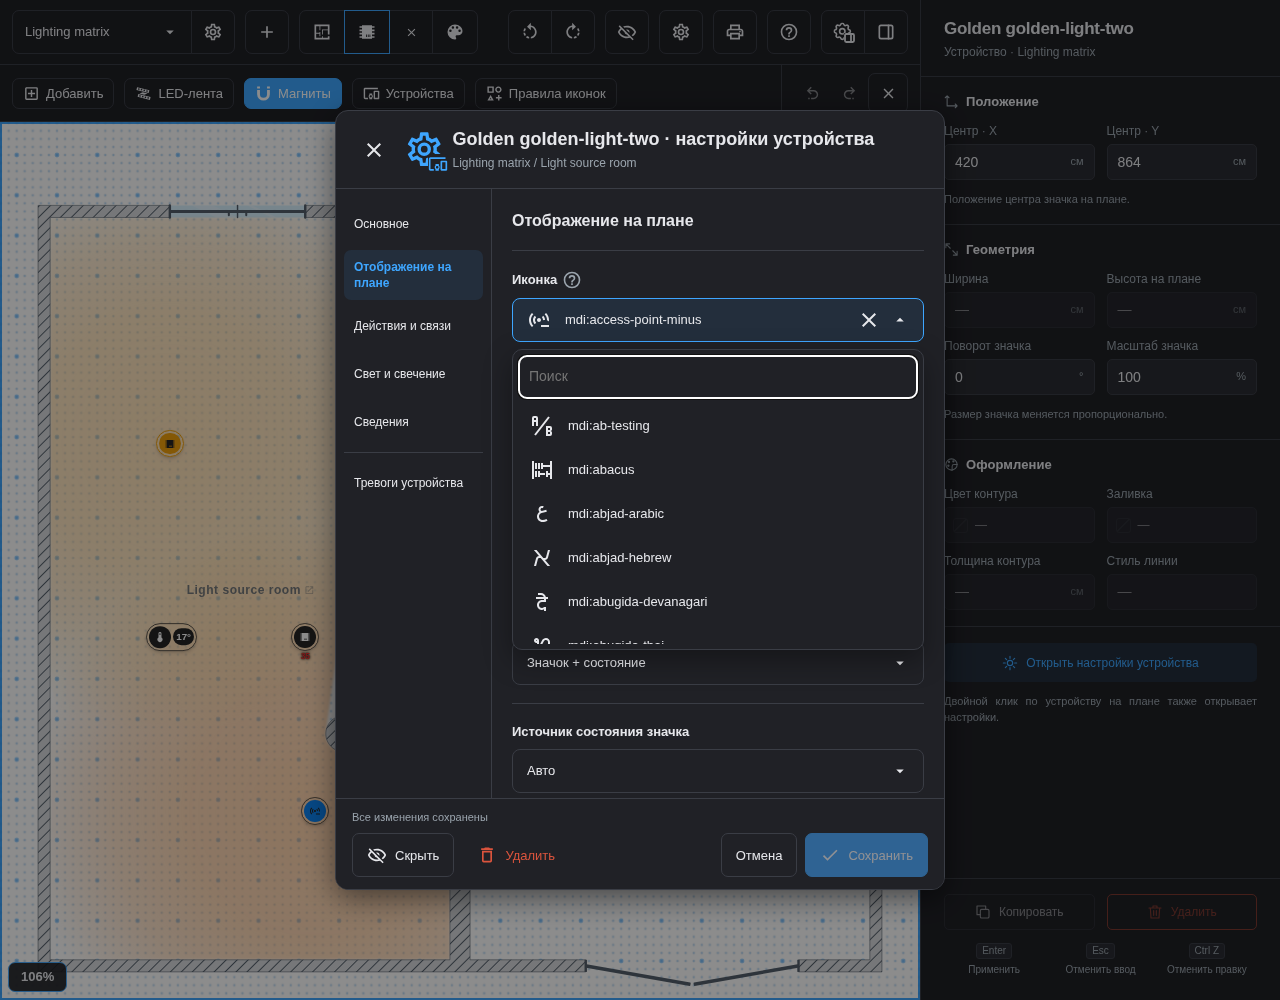 Lighting matrix
Golden golden-light-two
Устройство · Lighting matrix
Добавить
LED-лента
Магниты
Устройства
Правила иконок
Golden golden-light-two · настройки устройства
Lighting matrix / Light source room
Основное
Отображение на
плане
Действия и связи
Свет и свечение
Сведения
Тревоги устройства
Отображение на плане
Иконка
mdi:access-point-minus
Поиск
mdi:ab-testing
mdi:abacus
mdi:abjad-arabic
mdi:abjad-hebrew
mdi:abugida-devanagari
mdi:abugida-thai
Значок + состояние
Источник состояния значка
Авто
Все изменения сохранены
Скрыть
Удалить
Отмена
Сохранить
Light source room
17°
106%
Положение
Центр · X
Центр · Y
420 см
864 см
Положение центра значка на плане.
Геометрия
Ширина
Высота на плане
— см
— см
Поворот значка
Масштаб значка
0 °
100 %
Размер значка меняется пропорционально.
Оформление
Цвет контура
Заливка
—
—
Толщина контура
Стиль линии
— см
—
Открыть настройки устройства
Двойной клик по устройству на плане также открывает
настройки.
Копировать
Удалить
Enter
Esc
Ctrl Z
Применить
Отменить ввод
Отменить правку